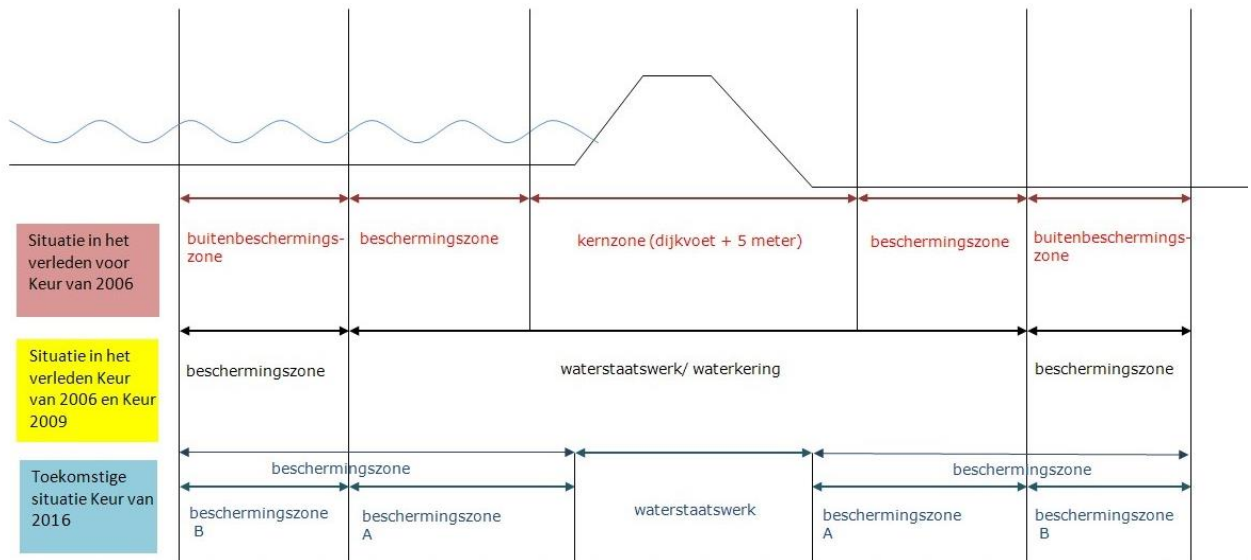 Situatie in het
verleden voor
Keur van 2006
buitenbeschermings-
zone
beschermingszone
kernzone (dijkvoet + 5 meter)
beschermingszone
buitenbeschermings-
zone
Situatie in het
verleden Keur
van 2006 en Keur
2009
beschermingszone
waterstaatswerk/ waterkering
beschermingszone
Toekomstige
situatie Keur van
2016
beschermingszone
beschermingszone
beschermingszone
B
beschermingszone
A
waterstaatswerk
beschermingszone
A
beschermingszone
B